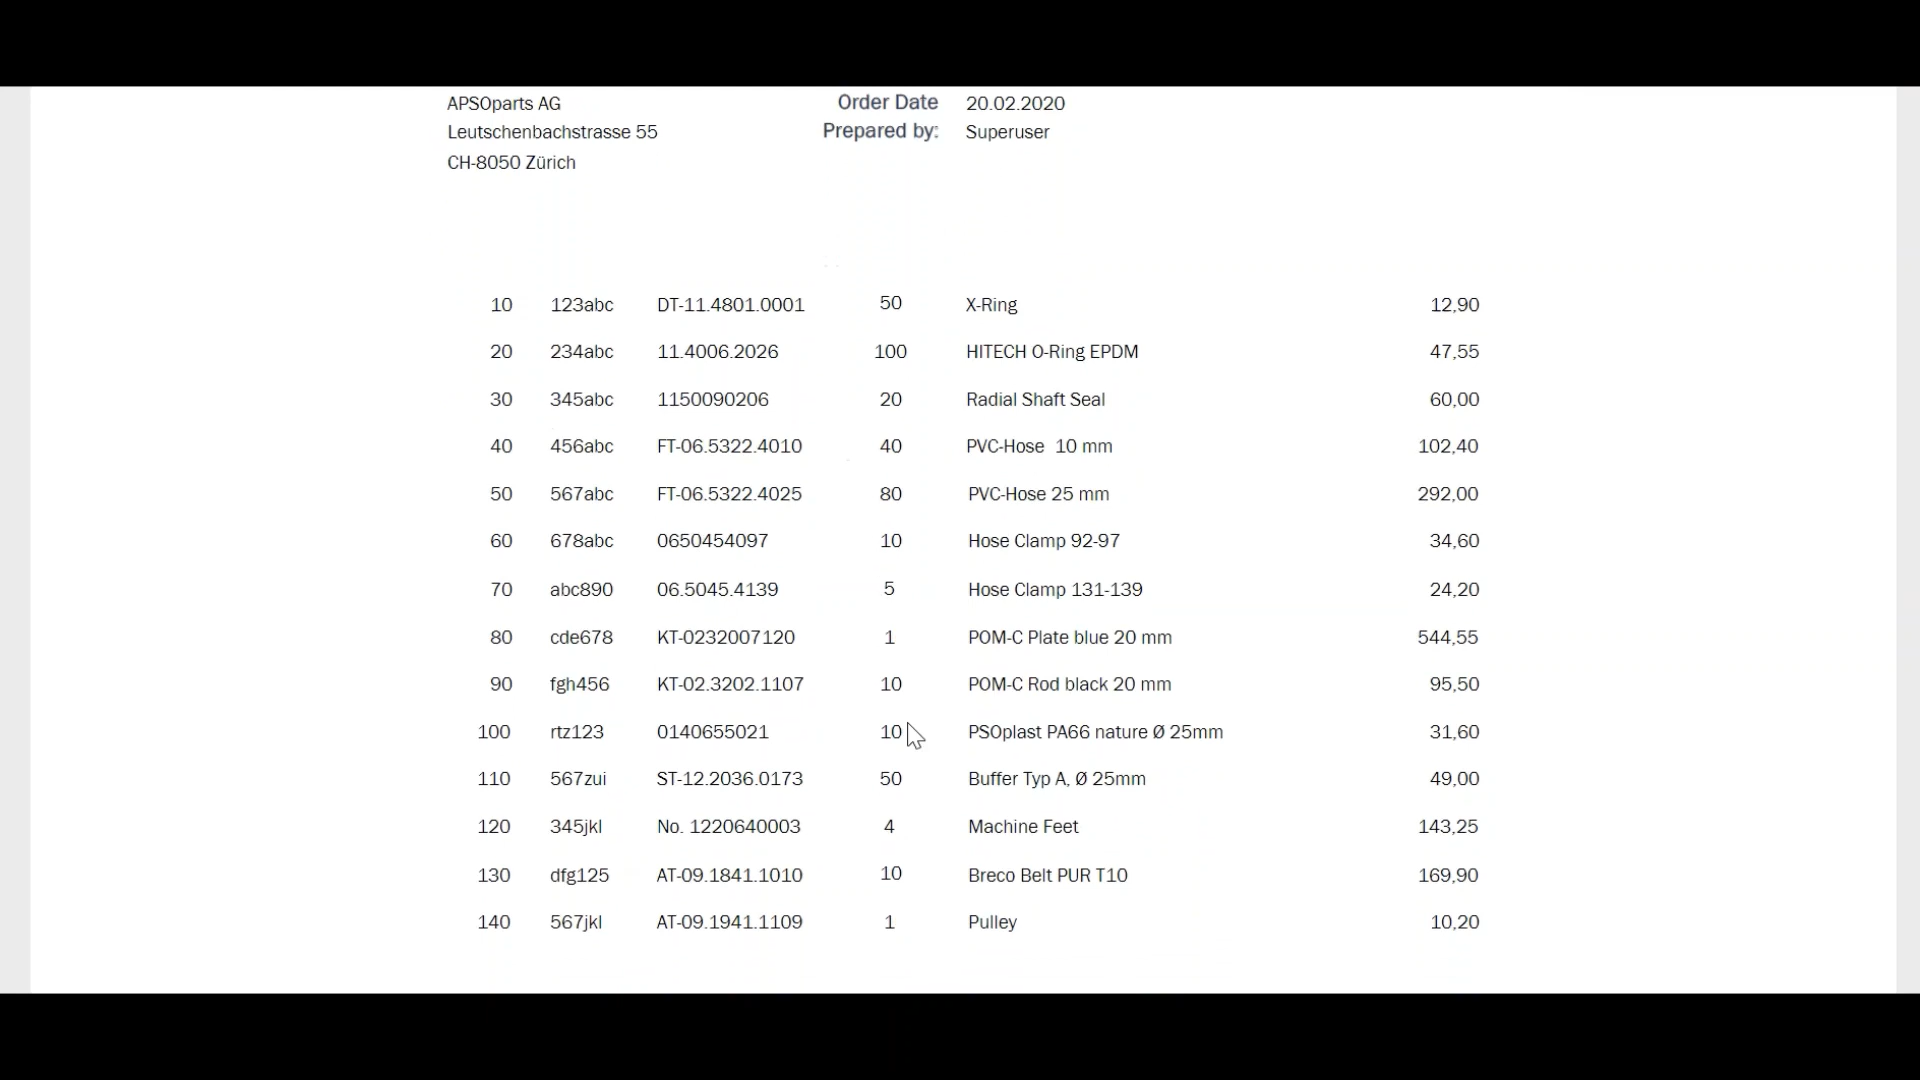 APSOparts AG Order Date 20.02.2020
Leutschenbachstrasse 55 Prepared by: Superuser
CH-8050 Zürich
10 123abc DT-11.4801.0001 50 X-Ring 12,90
20 234abc 11.4006.2026 100 HITECH O-Ring EPDM 47,55
30 345abc 1150090206 20 Radial Shaft Seal 60,00
40 456abc FT-06.5322.4010 40 PVC-Hose 10 mm 102,40
50 567abc FT-06.5322.4025 80 PVC-Hose 25 mm 292,00
60 678abc 0650454097 10 Hose Clamp 92-97 34,60
70 abc890 06.5045.4139 5 Hose Clamp 131-139 24,20
80 cde678 KT-0232007120 1 POM-C Plate blue 20 mm 544,55
90 fgh456 KT-02.3202.1107 10 POM-C Rod black 20 mm 95,50
100 rtz123 0140655021 10 PSOplast PA66 nature Ø 25mm 31,60
110 567zui ST-12.2036.0173 50 Buffer Typ A, Ø 25mm 49,00
120 345jkl No. 1220640003 4 Machine Feet 143,25
130 dfg125 AT-09.1841.1010 10 Breco Belt PUR T10 169,90
140 567jkl AT-09.1941.1109 1 Pulley 10,20